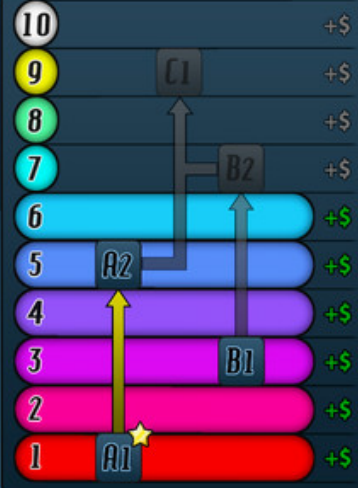 10 +$
9 C1 +$
8 +$
7 B2 +$
6 +$
5 A2 +$
4 +$
3 B1 +$
2 +$
1 A1 +$